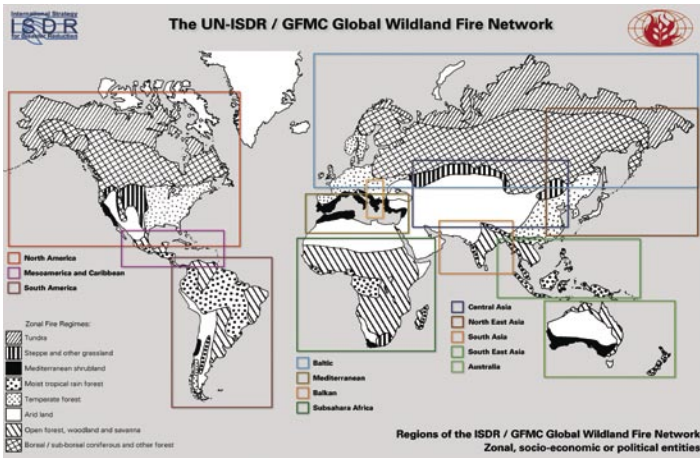 International Strategy
ISDR
for Disaster Reduction
The UN-ISDR / GFMC Global Wildland Fire Network
North America
Mesoamerica and Caribbean
South America
Zonal Fire Regimes:
Tundra
Steppe and other grassland
Mediterranean shrubland
Moist tropical rain forest
Temperate forest
Arid land
Open forest, woodland and savanna
Boreal / sub-boreal coniferous and other forest
Baltic
Mediterranean
Balkan
Subsahara Africa
Central Asia
North East Asia
South Asia
South East Asia
Australia
Regions of the ISDR / GFMC Global Wildland Fire Network
Zonal, socio-economic or political entities